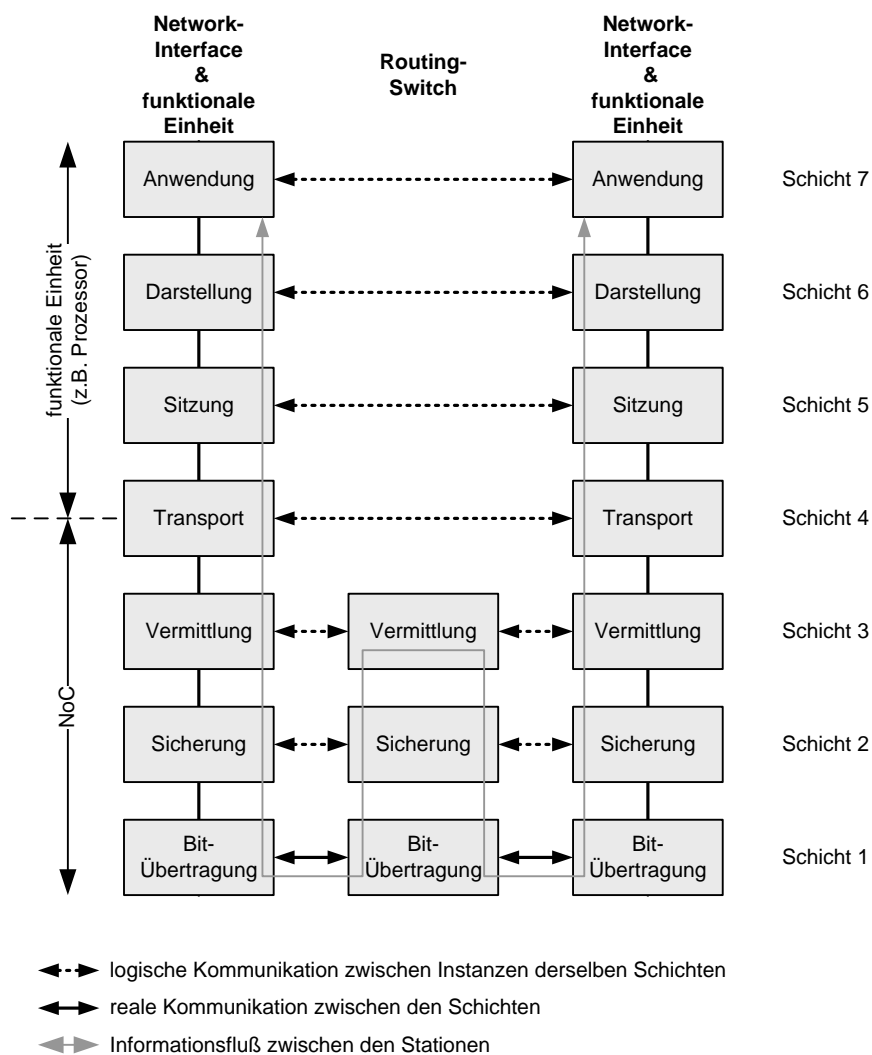 Network-
Interface
&
funktionale
Einheit
Routing-
Switch
Network-
Interface
&
funktionale
Einheit
Anwendung
Anwendung
Schicht 7
funktionale Einheit
(z.B. Prozessor)
Darstellung
Darstellung
Schicht 6
Sitzung
Sitzung
Schicht 5
Transport
Transport
Schicht 4
NoC
Vermittlung
Vermittlung
Vermittlung
Schicht 3
Sicherung
Sicherung
Sicherung
Schicht 2
Bit-
Übertragung
Bit-
Übertragung
Bit-
Übertragung
Schicht 1
logische Kommunikation zwischen Instanzen derselben Schichten
reale Kommunikation zwischen den Schichten
Informationsfluß zwischen den Stationen